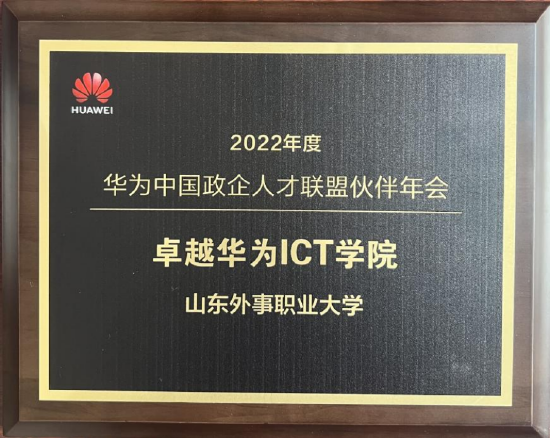 HUAWEI
2022年度
华为中国政企人才联盟伙伴年会
卓越华为ICT学院
山东外事职业大学